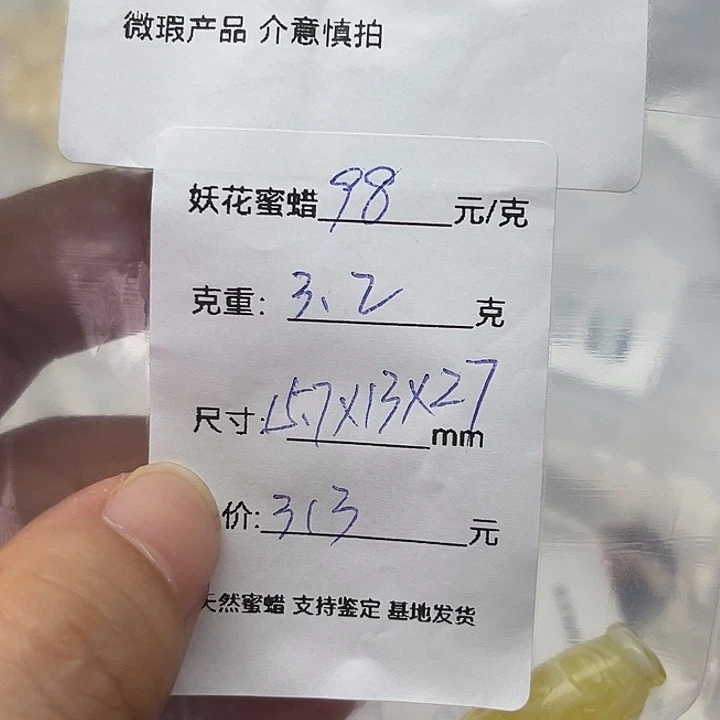 微瑕产品 介意慎拍
妖花蜜蜡98元/克
克重: 3.2克
尺寸:15.7X13X27mm
价:313元
天然蜜蜡 支持鉴定 基地发货